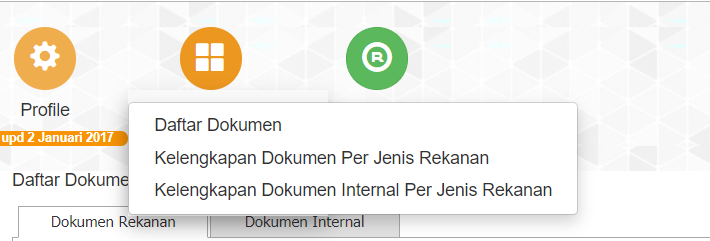 Profile
upd 2 Januari 2017
Daftar Dokumen
Kelengkapan Dokumen Per Jenis Rekanan
Kelengkapan Dokumen Internal Per Jenis Rekanan
Daftar Dokume
Dokumen Rekanan
Dokumen Internal